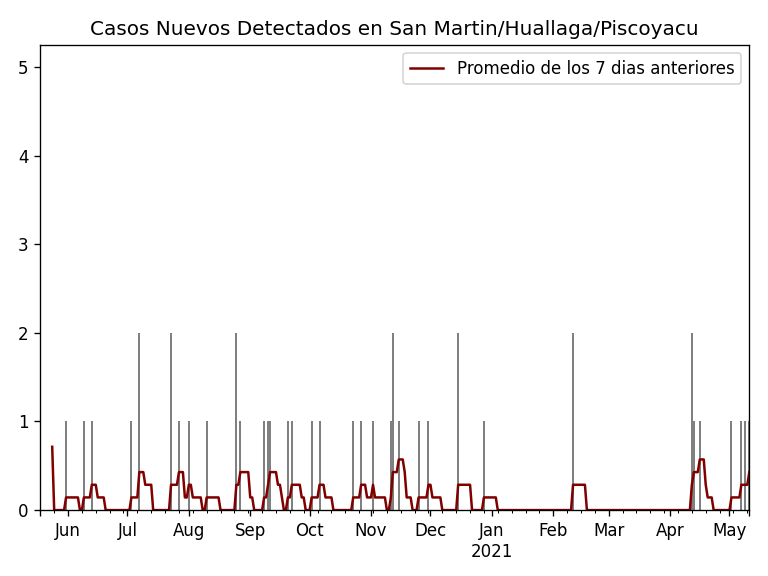 Casos Nuevos Detectados en San Martin/Huallaga/Piscoyacu
Promedio de los 7 dias anteriores
5
4
3
2
1
0
Jun Jul Aug Sep Oct Nov Dec Jan Feb Mar Apr May
2021